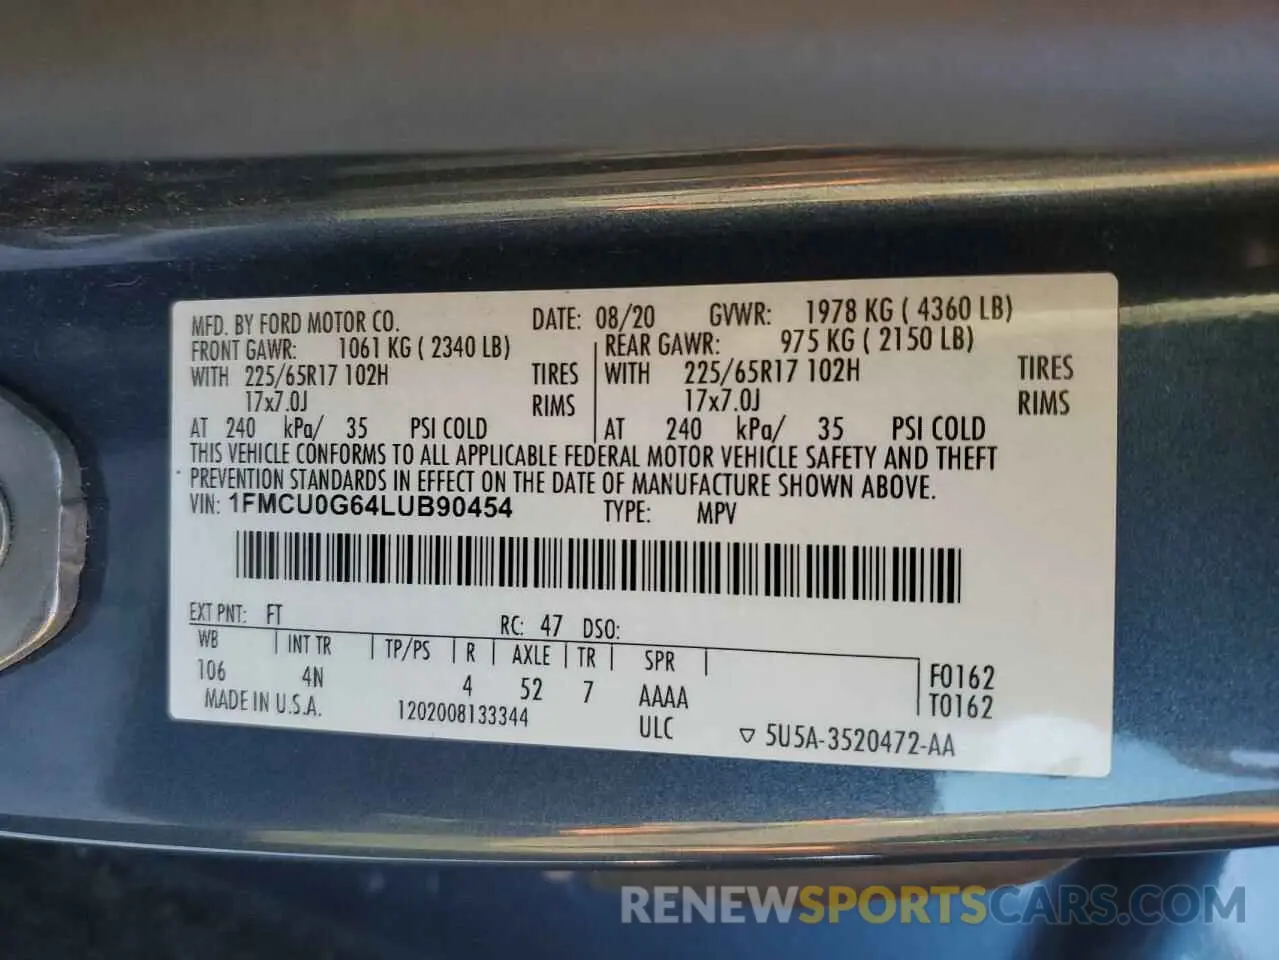 MFD. BY FORD MOTOR CO. DATE: 08/20 GVWR: 1978 KG ( 4360 LB)
FRONT GAWR: 1061 KG ( 2340 LB) REAR GAWR: 975 KG ( 2150 LB)
WITH 225/65R17 102H TIRES WITH 225/65R17 102H TIRES
17x7.0J RIMS 17x7.0J RIMS
AT 240 kPa/ 35 PSI COLD AT 240 kPa/ 35 PSI COLD
THIS VEHICLE CONFORMS TO ALL APPLICABLE FEDERAL MOTOR VEHICLE SAFETY AND THEFT
PREVENTION STANDARDS IN EFFECT ON THE DATE OF MANUFACTURE SHOWN ABOVE.
VIN: 1FMCU0G64LUB90454 TYPE: MPV
EXT PNT: FT RC: 47 DSO:
WB INT TR TP/PS R AXLE TR SPR
106 4N 4 52 7 AAAA F0162
T0162
MADE IN U.S.A. 1202008133344 ULC ▽ 5U5A-3520472-AA
RENEWSPORTSCARS.COM